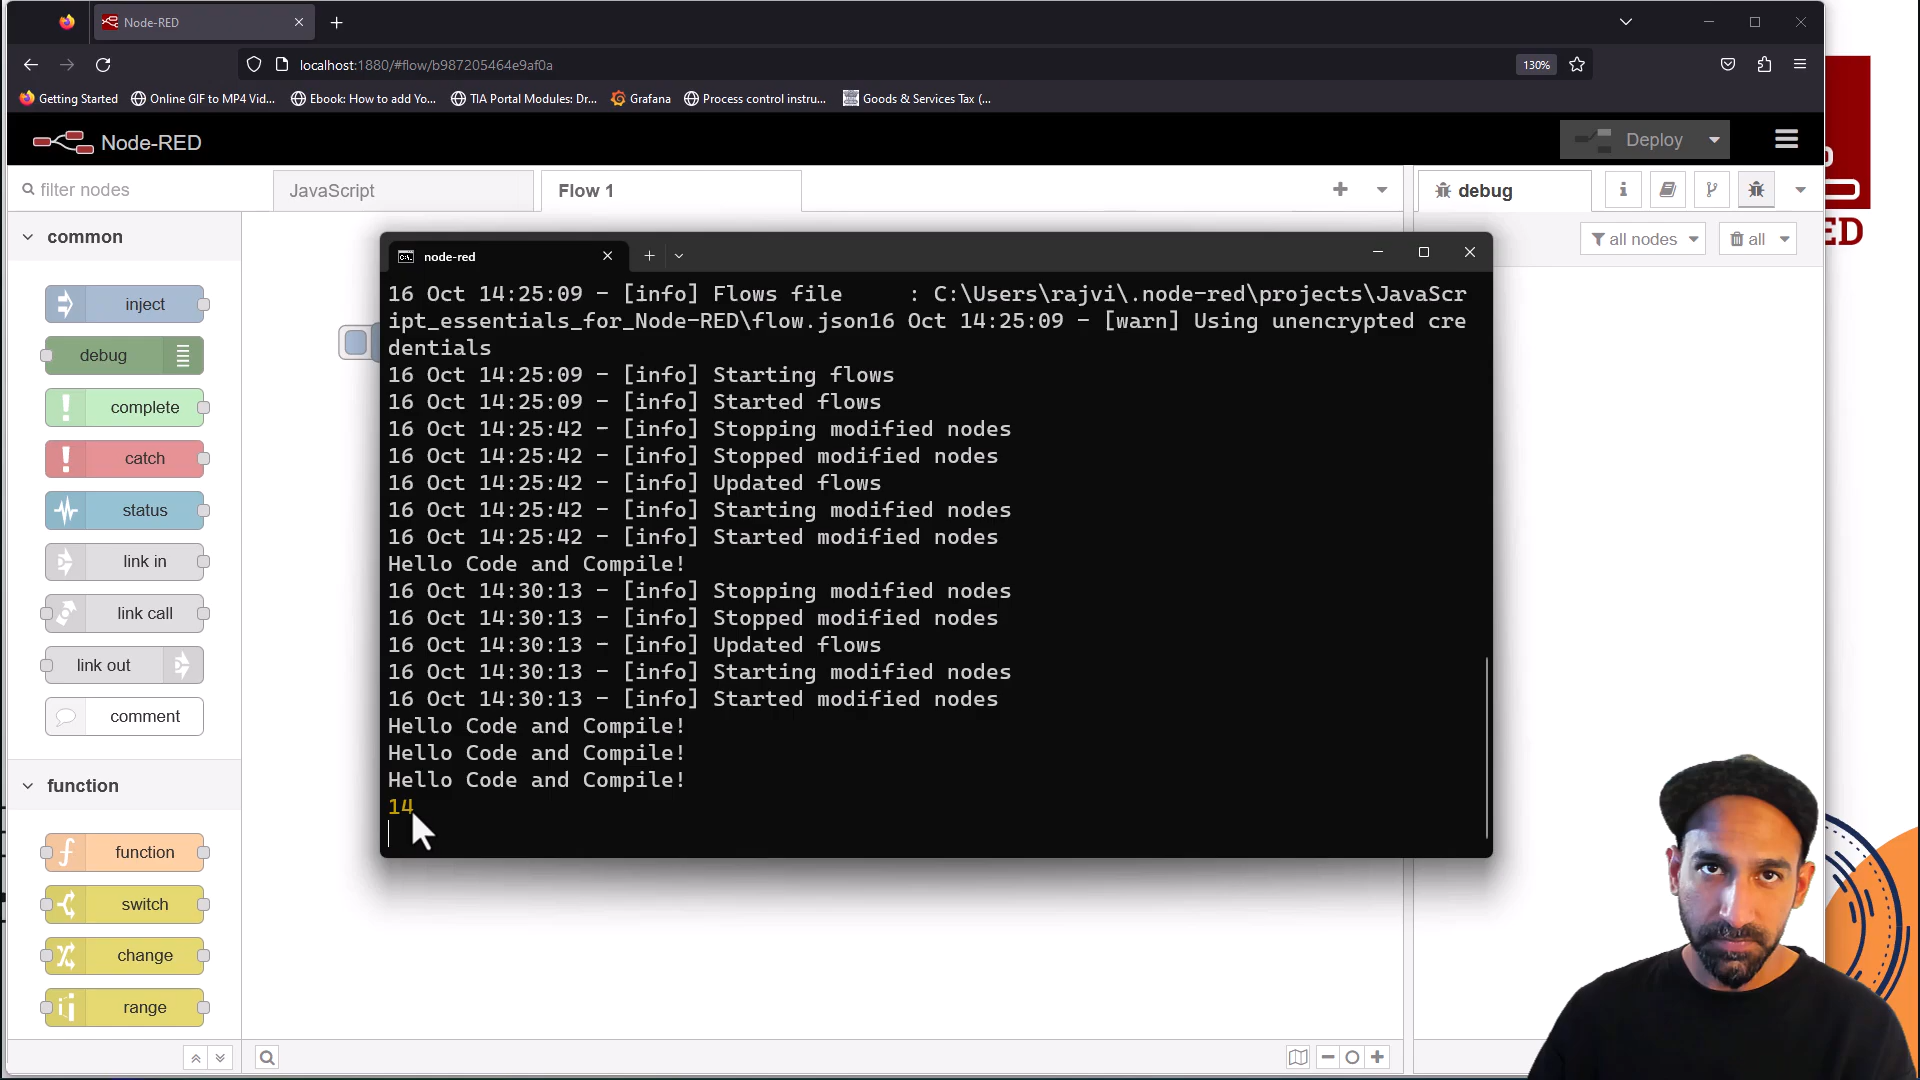 Node-RED
localhost:1880/#flow/b987205464e9af0a
130%
Getting Started
Online GIF to MP4 Vid...
Ebook: How to add Yo...
TIA Portal Modules: Dr...
Grafana
Process control instru...
Goods & Services Tax (...
Node-RED
Deploy
filter nodes
JavaScript
Flow 1
debug
all nodes
all
common
inject
debug
complete
catch
status
link in
link call
link out
comment
function
function
switch
change
range
node-red
16 Oct 14:25:09 - [info] Flows file     : C:\Users\rajvi\.node-red\projects\JavaScr
ipt_essentials_for_Node-RED\flow.json16 Oct 14:25:09 - [warn] Using unencrypted cre
dentials
16 Oct 14:25:09 - [info] Starting flows
16 Oct 14:25:09 - [info] Started flows
16 Oct 14:25:42 - [info] Stopping modified nodes
16 Oct 14:25:42 - [info] Stopped modified nodes
16 Oct 14:25:42 - [info] Updated flows
16 Oct 14:25:42 - [info] Starting modified nodes
16 Oct 14:25:42 - [info] Started modified nodes
Hello Code and Compile!
16 Oct 14:30:13 - [info] Stopping modified nodes
16 Oct 14:30:13 - [info] Stopped modified nodes
16 Oct 14:30:13 - [info] Updated flows
16 Oct 14:30:13 - [info] Starting modified nodes
16 Oct 14:30:13 - [info] Started modified nodes
Hello Code and Compile!
Hello Code and Compile!
Hello Code and Compile!
14
ED